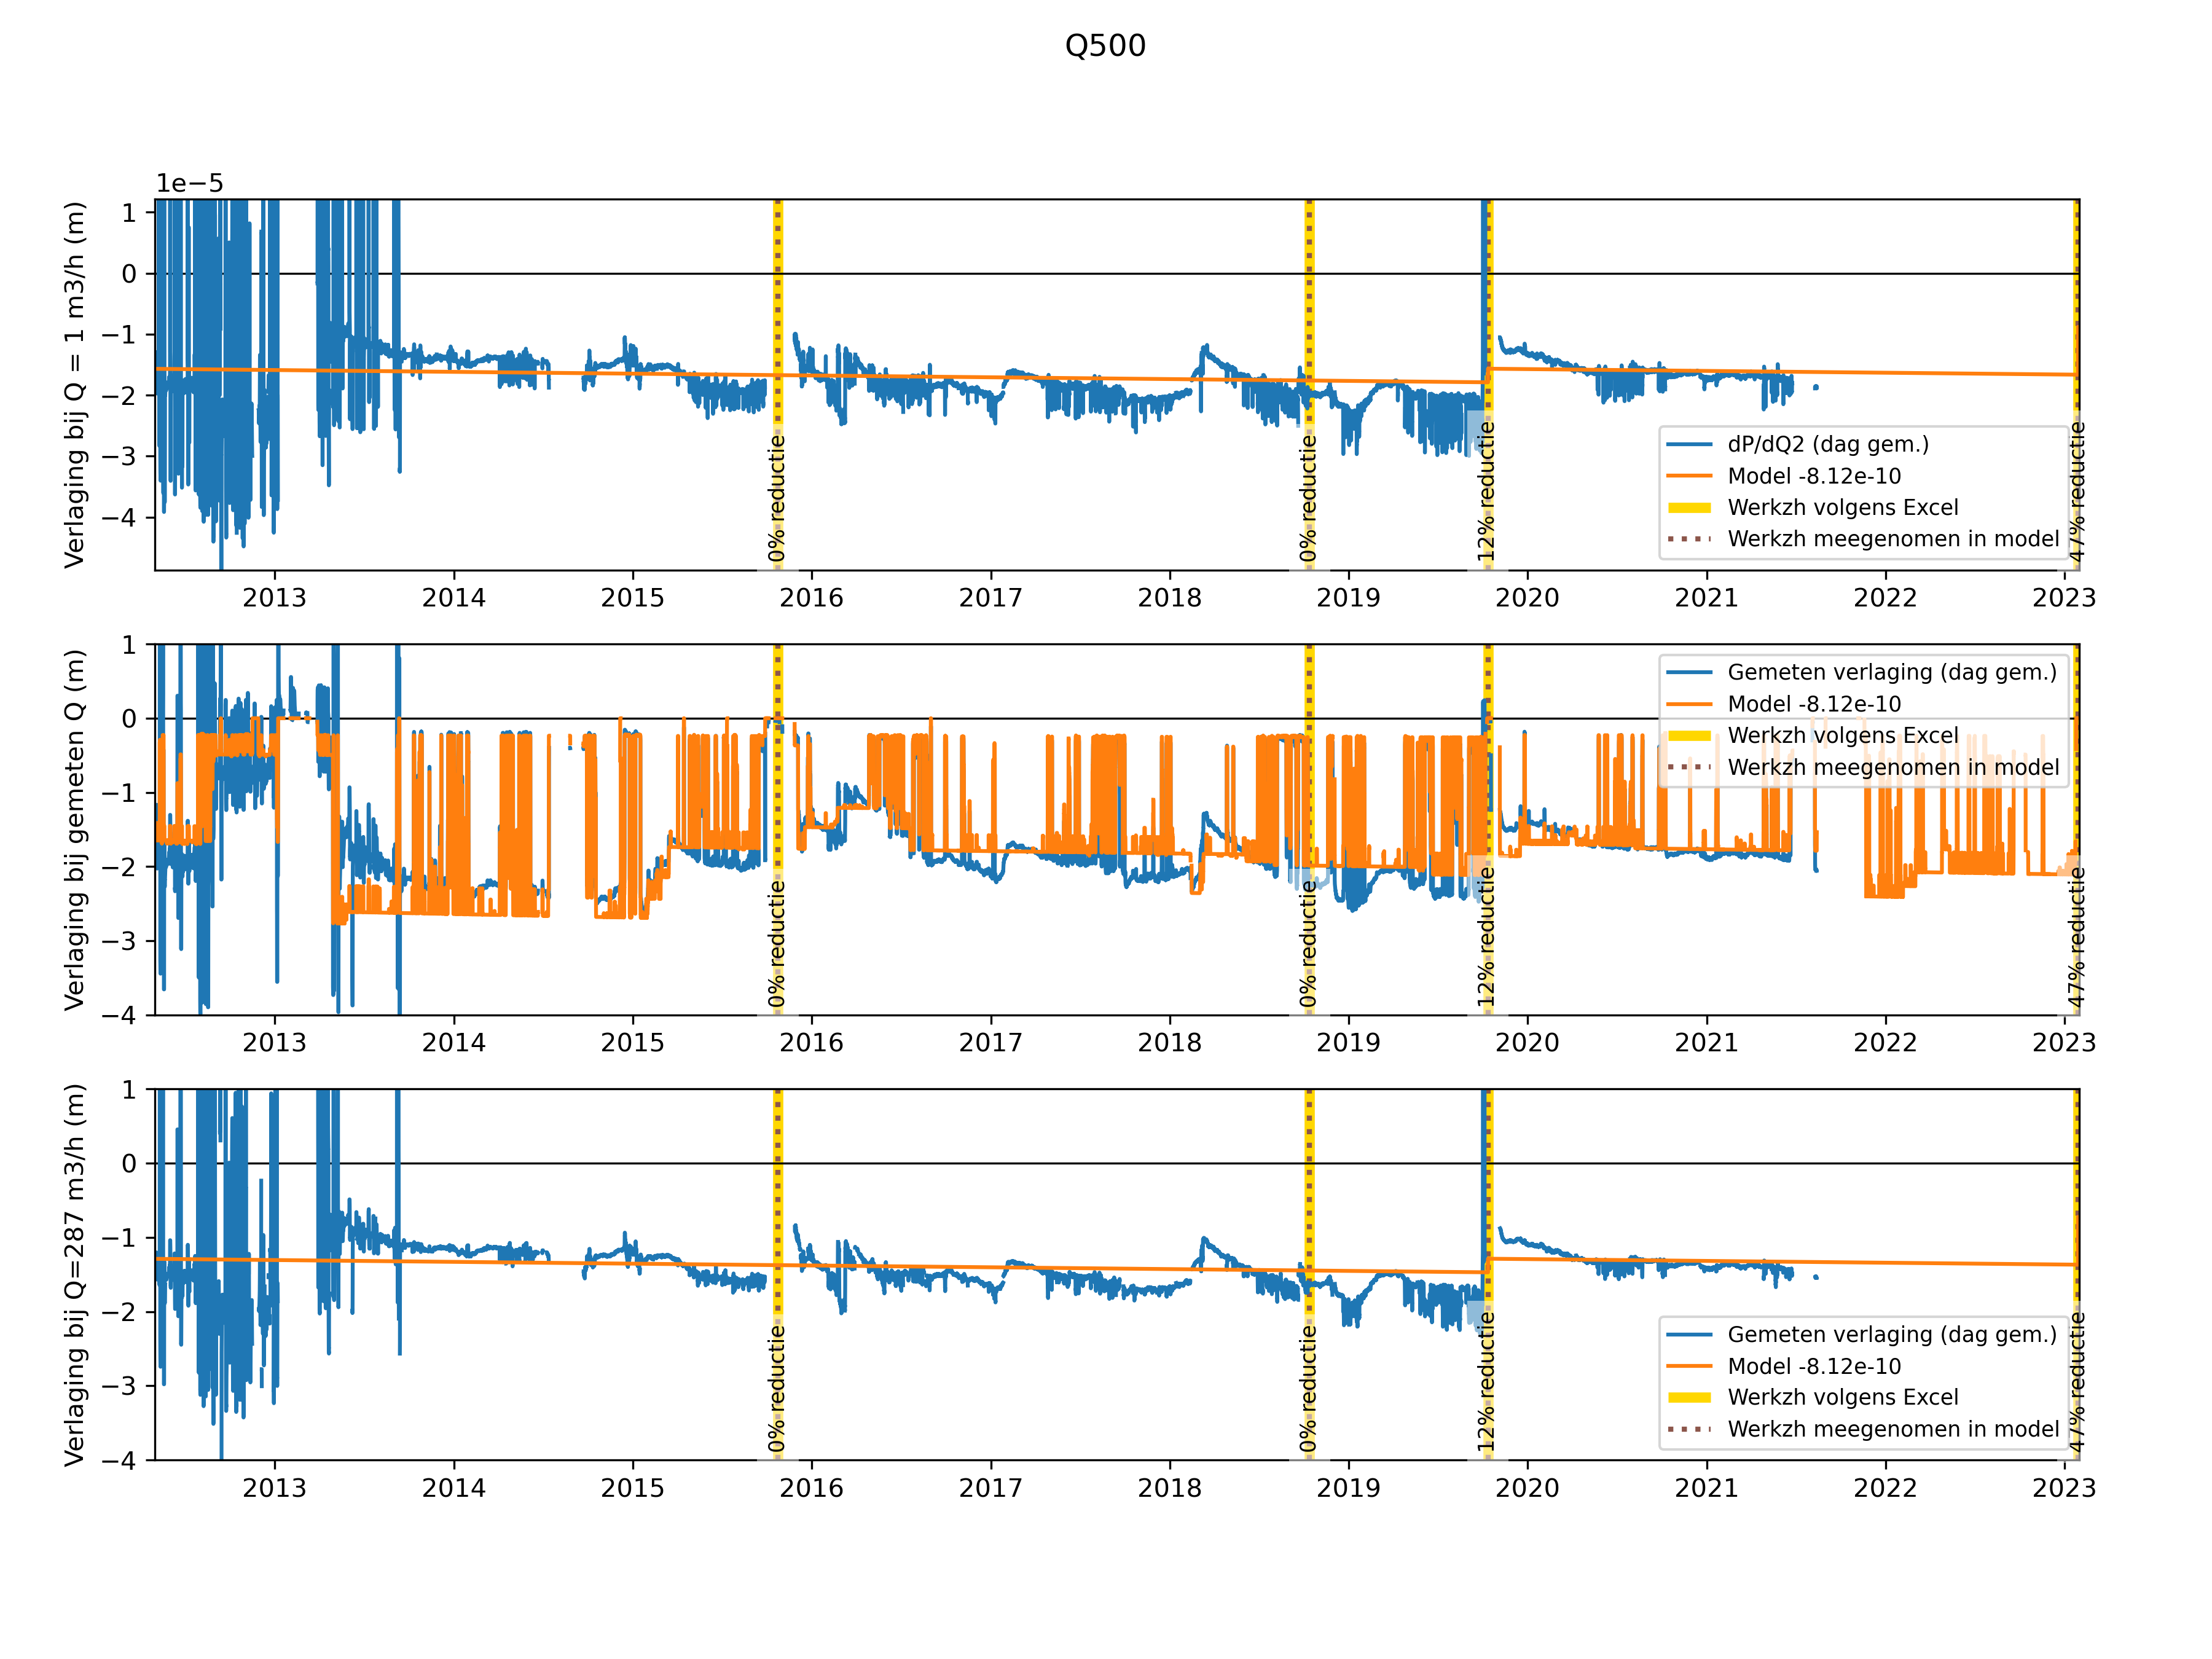 Q500
1e−5
Verlaging bij Q = 1 m3/h (m)
1
0
−1
−2
−3
−4
0% reductie
0% reductie
12% reductie
47% reductie
dP/dQ2 (dag gem.)
Model -8.12e-10
Werkzh volgens Excel
Werkzh meegenomen in model
2013 2014 2015 2016 2017 2018 2019 2020 2021 2022 2023
Verlaging bij gemeten Q (m)
1
0
−1
−2
−3
−4
0% reductie
0% reductie
12% reductie
47% reductie
Gemeten verlaging (dag gem.)
Model -8.12e-10
Werkzh volgens Excel
Werkzh meegenomen in model
2013 2014 2015 2016 2017 2018 2019 2020 2021 2022 2023
Verlaging bij Q=287 m3/h (m)
1
0
−1
−2
−3
−4
0% reductie
0% reductie
12% reductie
47% reductie
Gemeten verlaging (dag gem.)
Model -8.12e-10
Werkzh volgens Excel
Werkzh meegenomen in model
2013 2014 2015 2016 2017 2018 2019 2020 2021 2022 2023